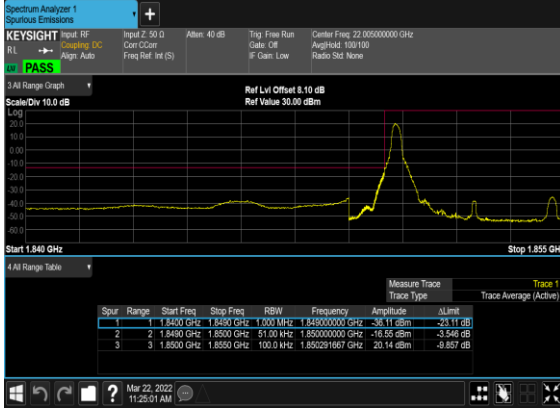 Spectrum Analyzer 1
Spurious Emissions
+
KEYSIGHT Input: RF Input Z: 50 Ω Atten: 40 dB Trig: Free Run Center Freq: 22.005000000 GHz
RL Coupling: DC Corr CCorr Gate: Off Avg|Hold: 100/100
Align: Auto Freq Ref: Int (S) IF Gain: Low Radio Std: None
LXI PASS
3 All Range Graph
Ref Lvl Offset 8.10 dB
Scale/Div 10.0 dB Ref Value 30.00 dBm
Log
20.0
10.0
0.00
-10.0
-20.0
-30.0
-40.0
-50.0
-60.0
Start 1.840 GHz Stop 1.855 GH
4 All Range Table
Measure Trace Trace 1
Trace Type Trace Average (Active)
Spur Range Start Freq Stop Freq RBW Frequency Amplitude ΔLimit
1 1 1.8400 GHz 1.8490 GHz 1.000 MHz 1.849000000 GHz -36.11 dBm -23.11 dB
2 2 1.8490 GHz 1.8500 GHz 51.00 kHz 1.850000000 GHz -16.55 dBm -3.546 dB
3 3 1.8500 GHz 1.8550 GHz 100.0 kHz 1.850291667 GHz 20.14 dBm -9.857 dB
? Mar 22, 2022
11:25:01 AM